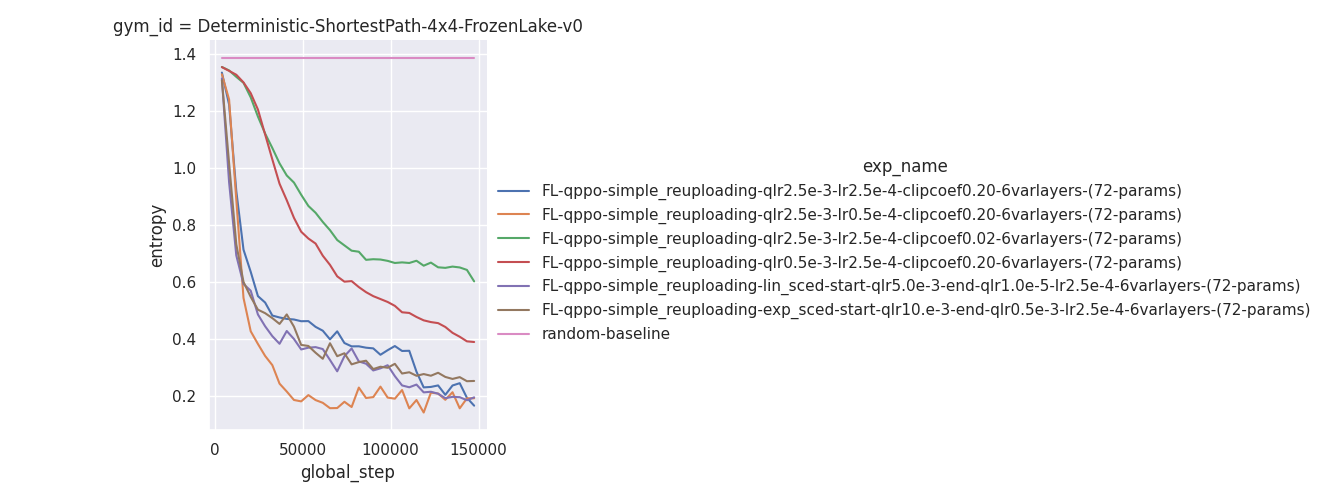 gym_id = Deterministic-ShortestPath-4x4-FrozenLake-v0
1.4
1.2
1.0
0.8
0.6
0.4
0.2
entropy
0 50000 100000 150000
global_step
exp_name
FL-qppo-simple_reuploading-qlr2.5e-3-lr2.5e-4-clipcoef0.20-6varlayers-(72-params)
FL-qppo-simple_reuploading-qlr2.5e-3-lr0.5e-4-clipcoef0.20-6varlayers-(72-params)
FL-qppo-simple_reuploading-qlr2.5e-3-lr2.5e-4-clipcoef0.02-6varlayers-(72-params)
FL-qppo-simple_reuploading-qlr0.5e-3-lr2.5e-4-clipcoef0.20-6varlayers-(72-params)
FL-qppo-simple_reuploading-lin_sced-start-qlr5.0e-3-end-qlr1.0e-5-lr2.5e-4-6varlayers-(72-params)
FL-qppo-simple_reuploading-exp_sced-start-qlr10.e-3-end-qlr0.5e-3-lr2.5e-4-6varlayers-(72-params)
random-baseline